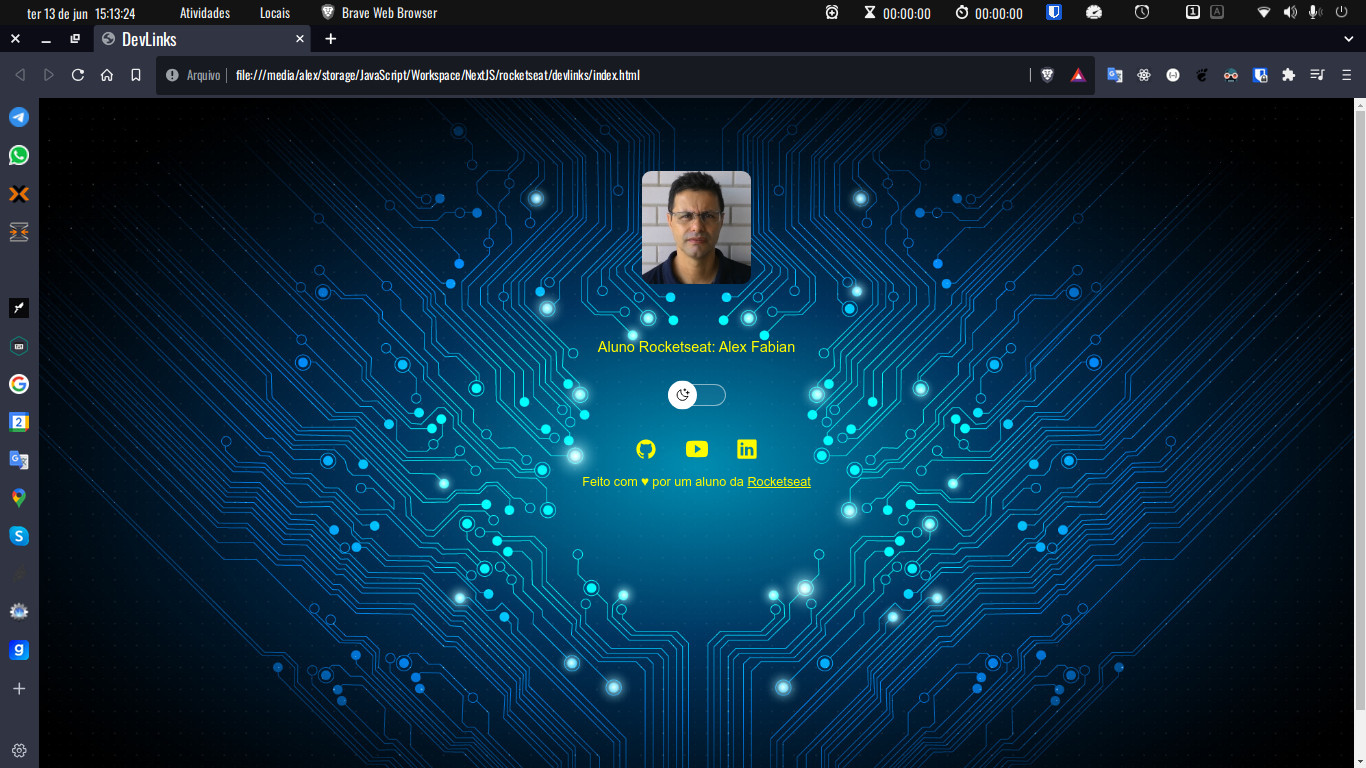 ter 13 de jun 15:13:24 Atividades Locais Brave Web Browser 00:00:00 00:00:00 1 A
DevLinks
Arquivo file:///media/alex/storage/JavaScript/Workspace/NextJS/rocketseat/devlinks/index.html
Aluno Rocketseat: Alex Fabian
Feito com ♥ por um aluno da Rocketseat